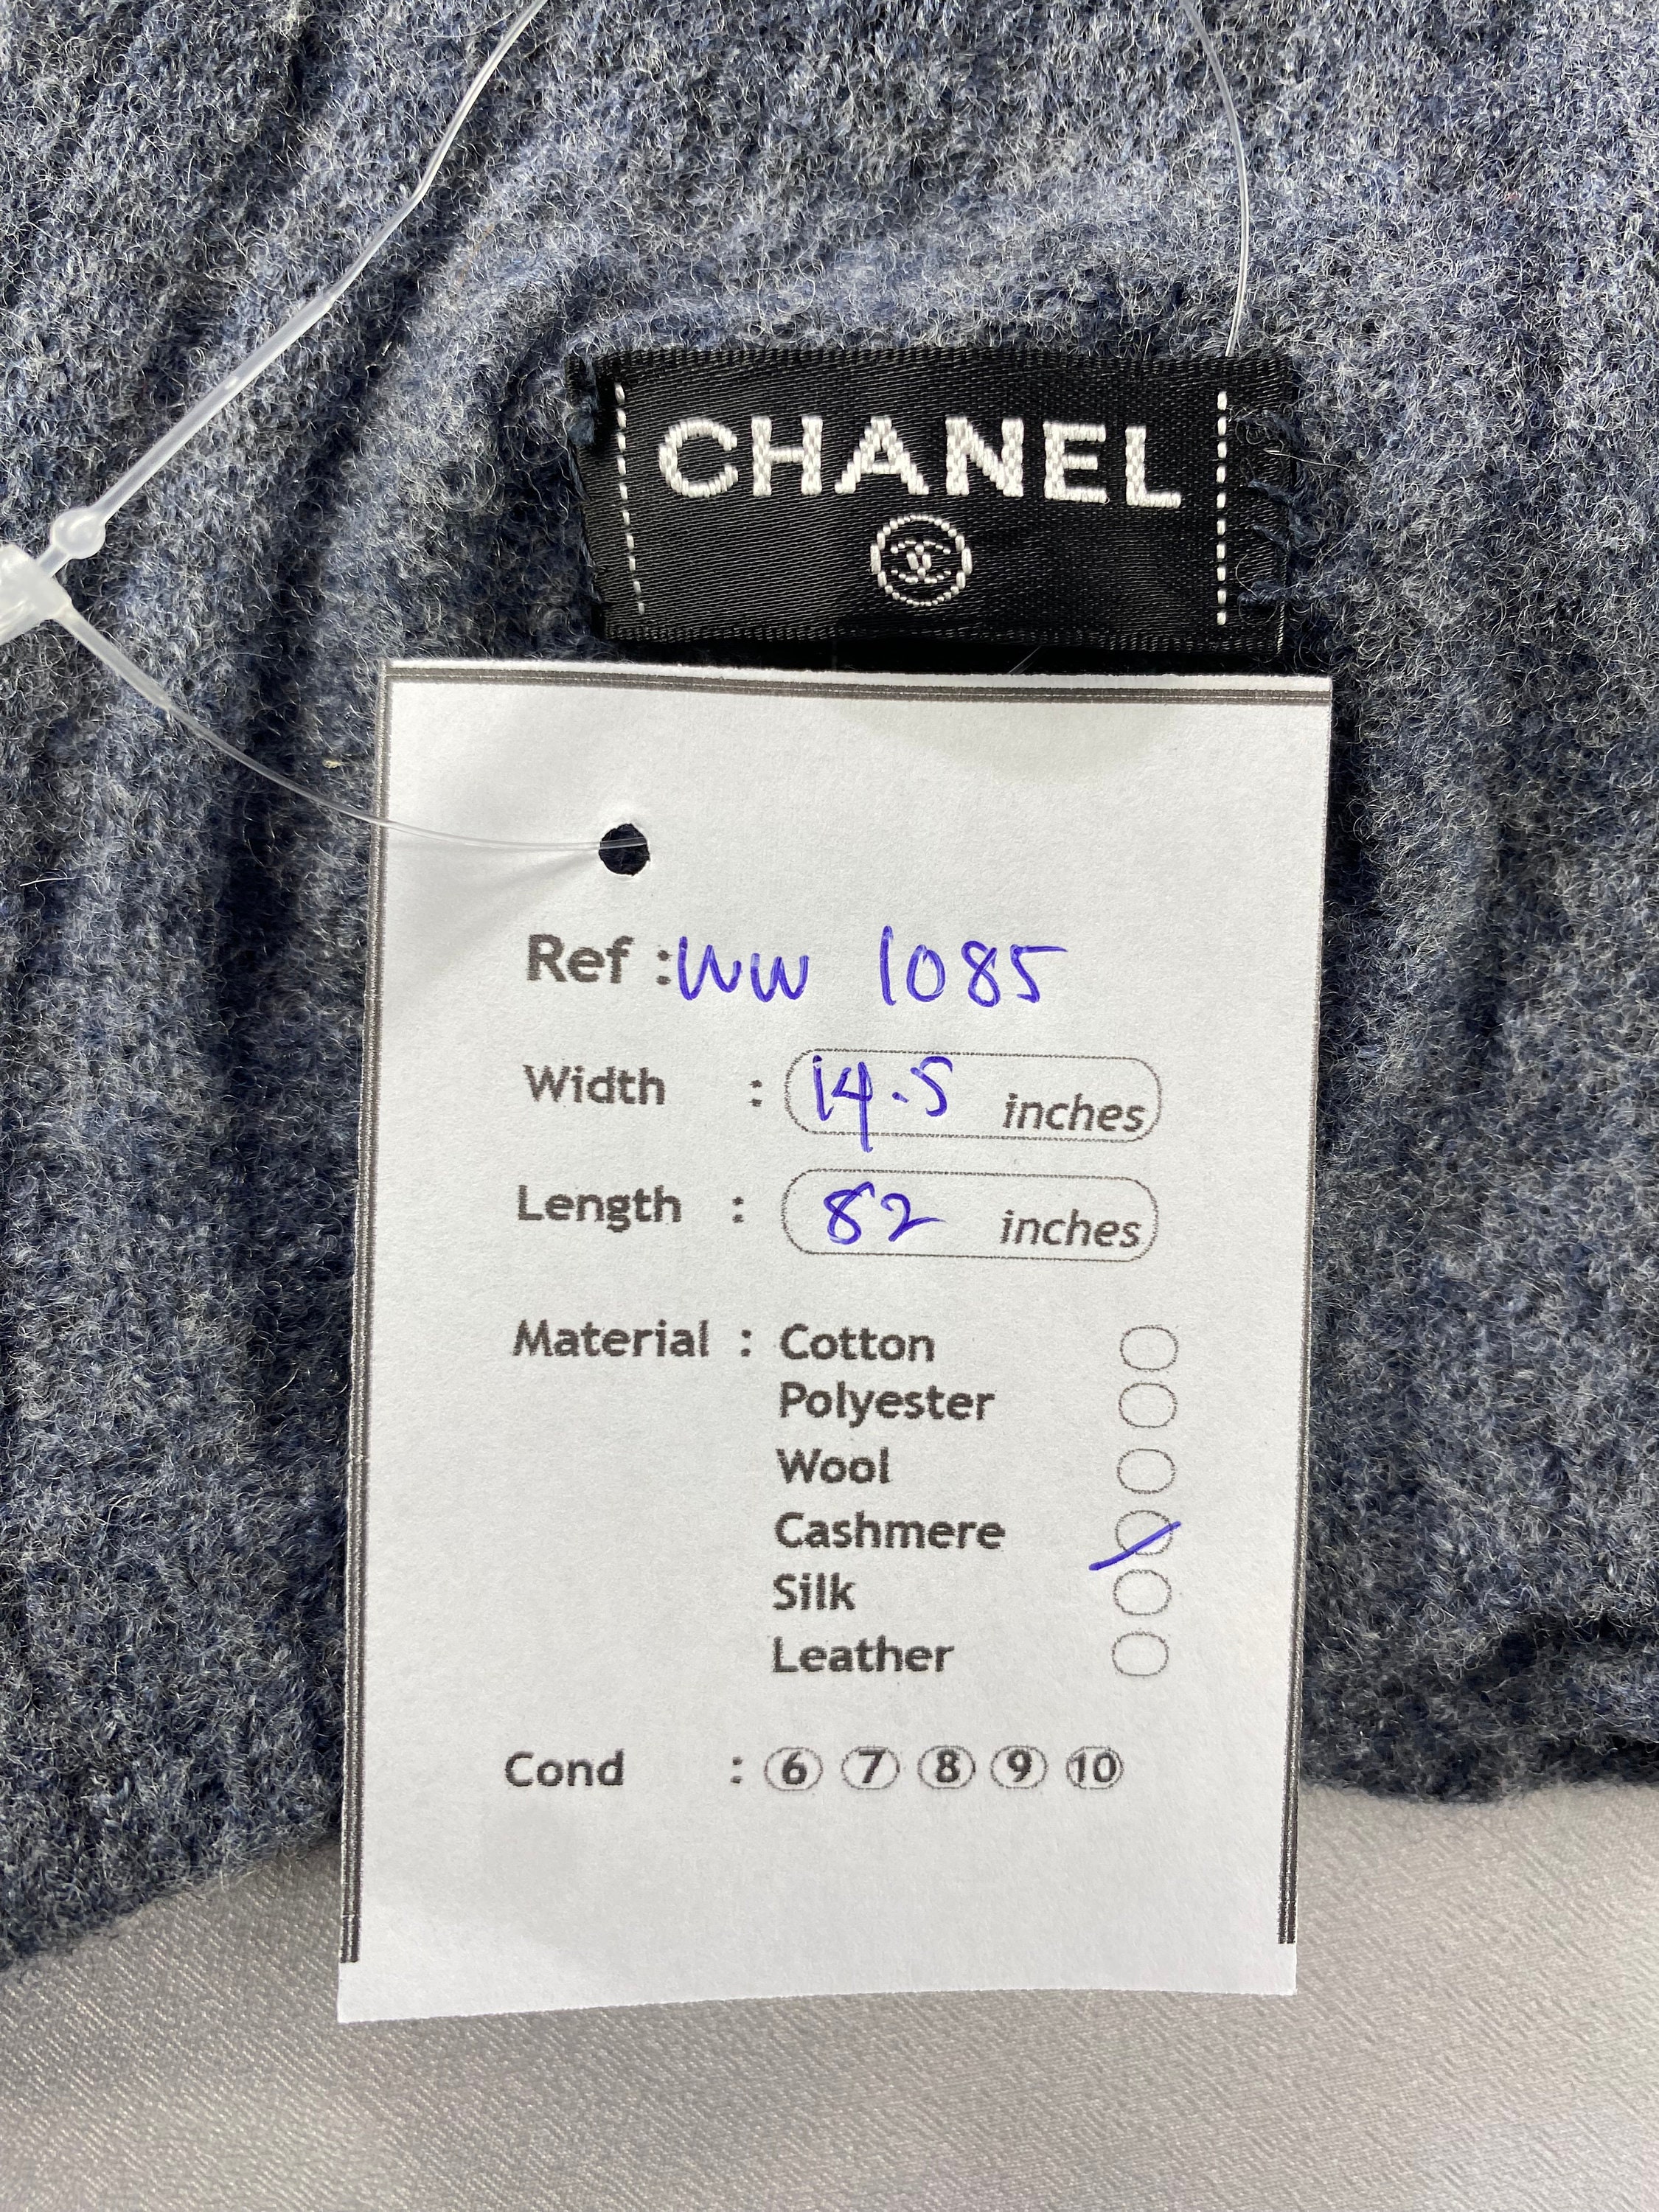 CHANEL
Ref : WW 1085
Width : 14.5 inches
Length : 82 inches
Material : Cotton
Polyester
Wool
Cashmere
Silk
Leather
Cond : 6 7 8 9 10